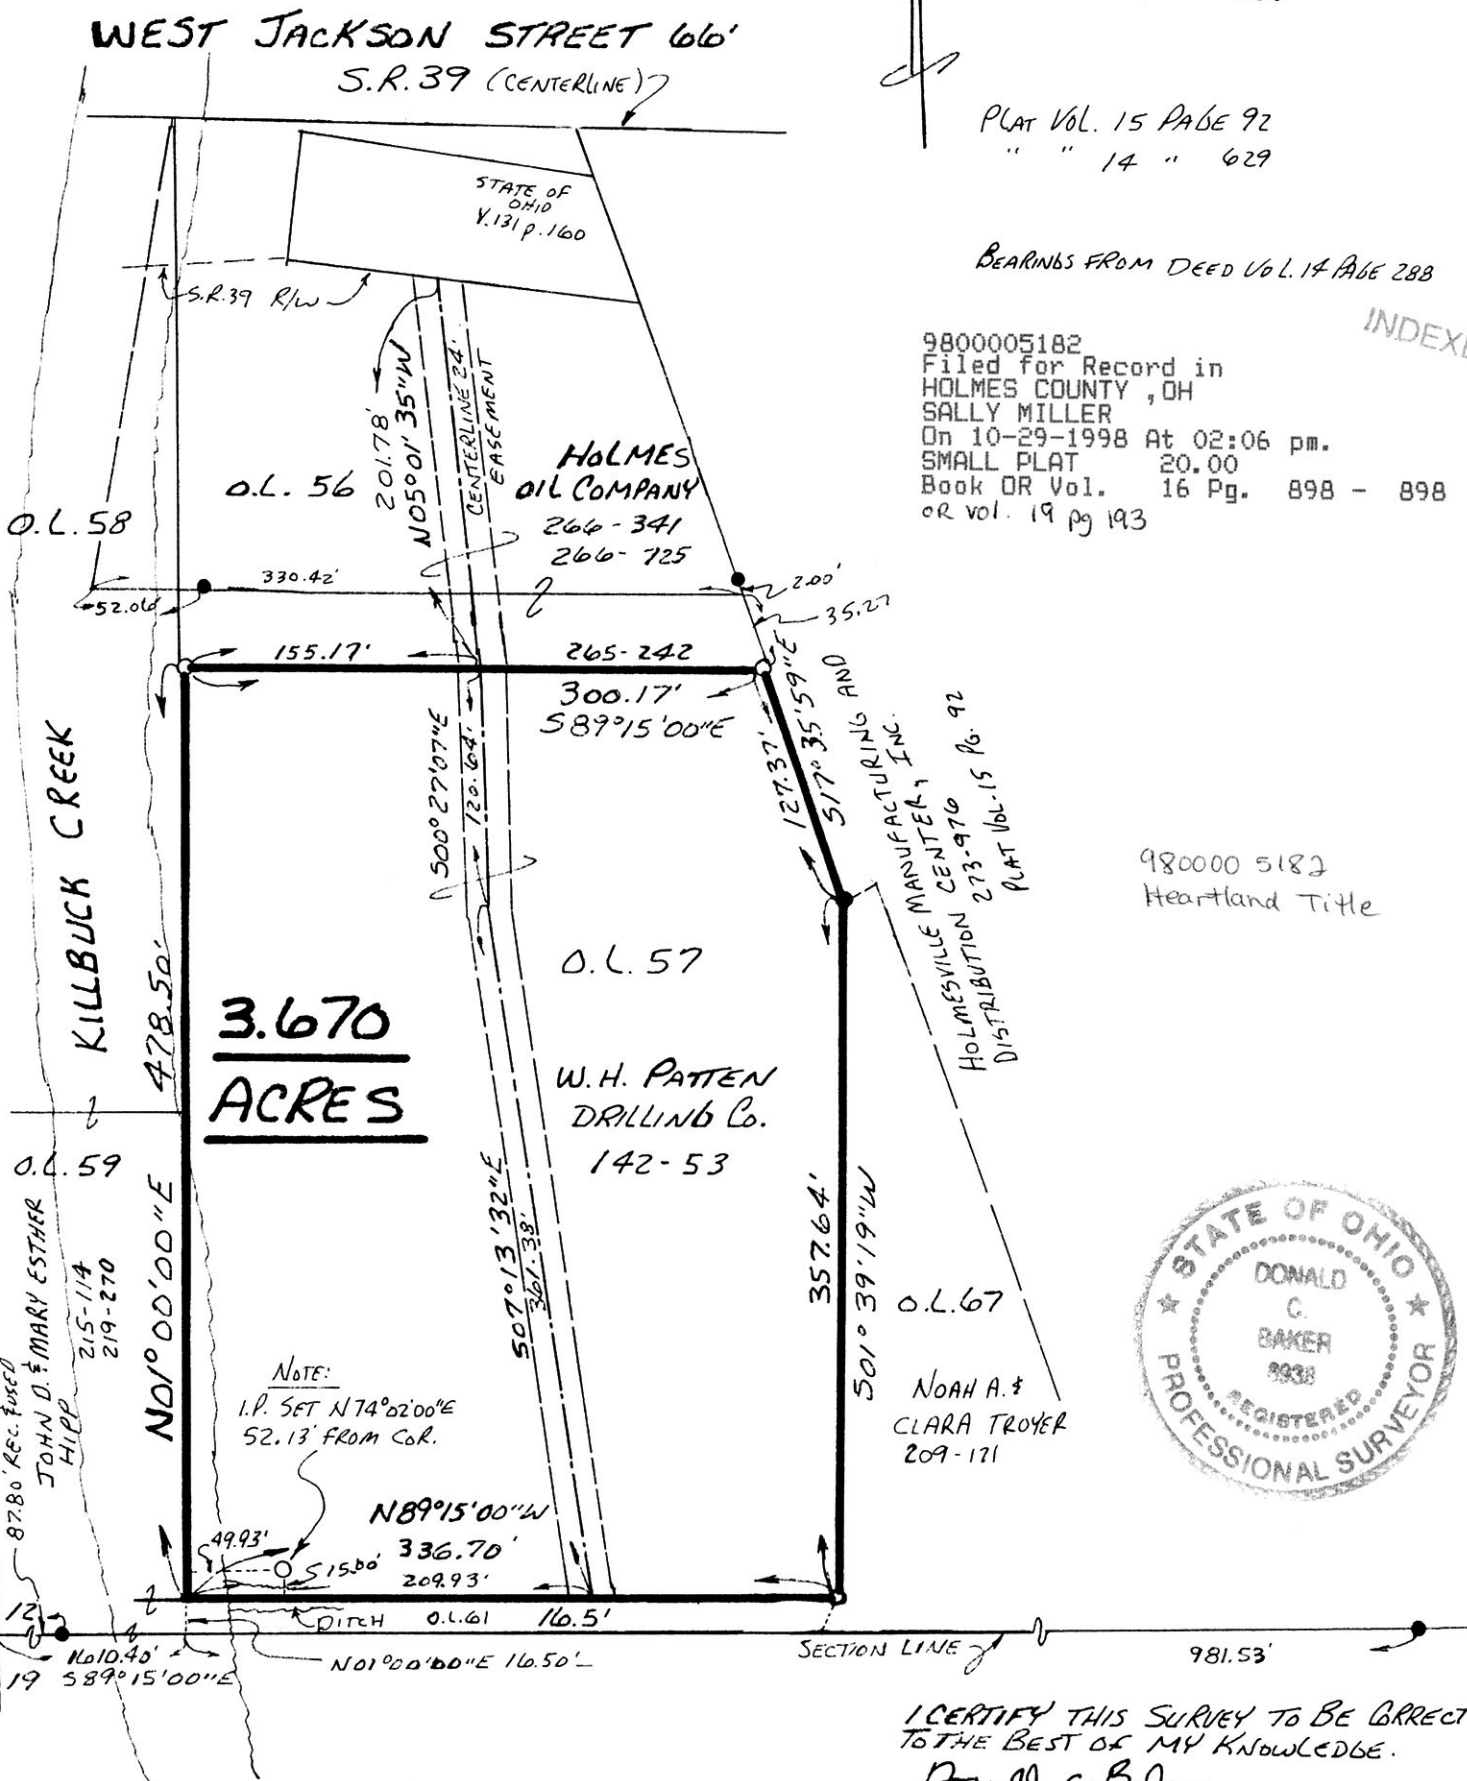 WEST JACKSON STREET 66'
S.R. 39 (CENTERLINE)
PLAT VOL. 15 PAGE 92
" " 14 " 629
STATE OF
OHIO
V.131 p.160
BEARINGS FROM DEED VOL. 14 PAGE 288
S.R.39 R/W
INDEXE
9800005182
Filed for Record in
HOLMES COUNTY ,OH
SALLY MILLER
On 10-29-1998 At 02:06 pm.
SMALL PLAT 20.00
Book OR Vol. 16 Pg. 898 - 898
OR vol. 19 pg 193
201.78'
N05°01'35"W
CENTERLINE 24'
EASEMENT
O.L. 56
HOLMES
OIL COMPANY
266-341
266-725
O.L. 58
330.42'
52.06'
2.00'
35.27
155.17'
265-242
300.17'
S89°15'00"E
S00°27'07"E
120.64'
127.37'
S17°35'59"E
HOLMESVILLE MANUFACTURING AND
DISTRIBUTION CENTER, INC.
273-976
PLAT VOL-15 PG. 92
9800005182
Heartland Title
KILLBUCK CREEK
478.50'
N01°00'00"E
O.L. 57
3.670
ACRES
W.H. PATTEN
DRILLING Co.
142-53
O.L. 59
JOHN D. & MARY ESTHER
HIPP
215-114
219-270
87.80' REC. &USED
S07°13'32"E
361.38'
357.64'
S01°39'19"W
O.L. 67
NOAH A. &
CLARA TROYER
209-171
STATE OF OHIO
DONALD
C.
BAKER
6938
REGISTERED
PROFESSIONAL SURVEYOR
NOTE:
I.P. SET N74°02'00"E
52.13' FROM COR.
N89°15'00"W
336.70'
209.93'
49.93'
15.00'
DITCH
O.L.61
16.5'
12
19
1610.40'
S89°15'00"E
N01°00'00"E 16.50'
SECTION LINE
981.53'
I CERTIFY THIS SURVEY TO BE CORRECT
TO THE BEST OF MY KNOWLEDGE.